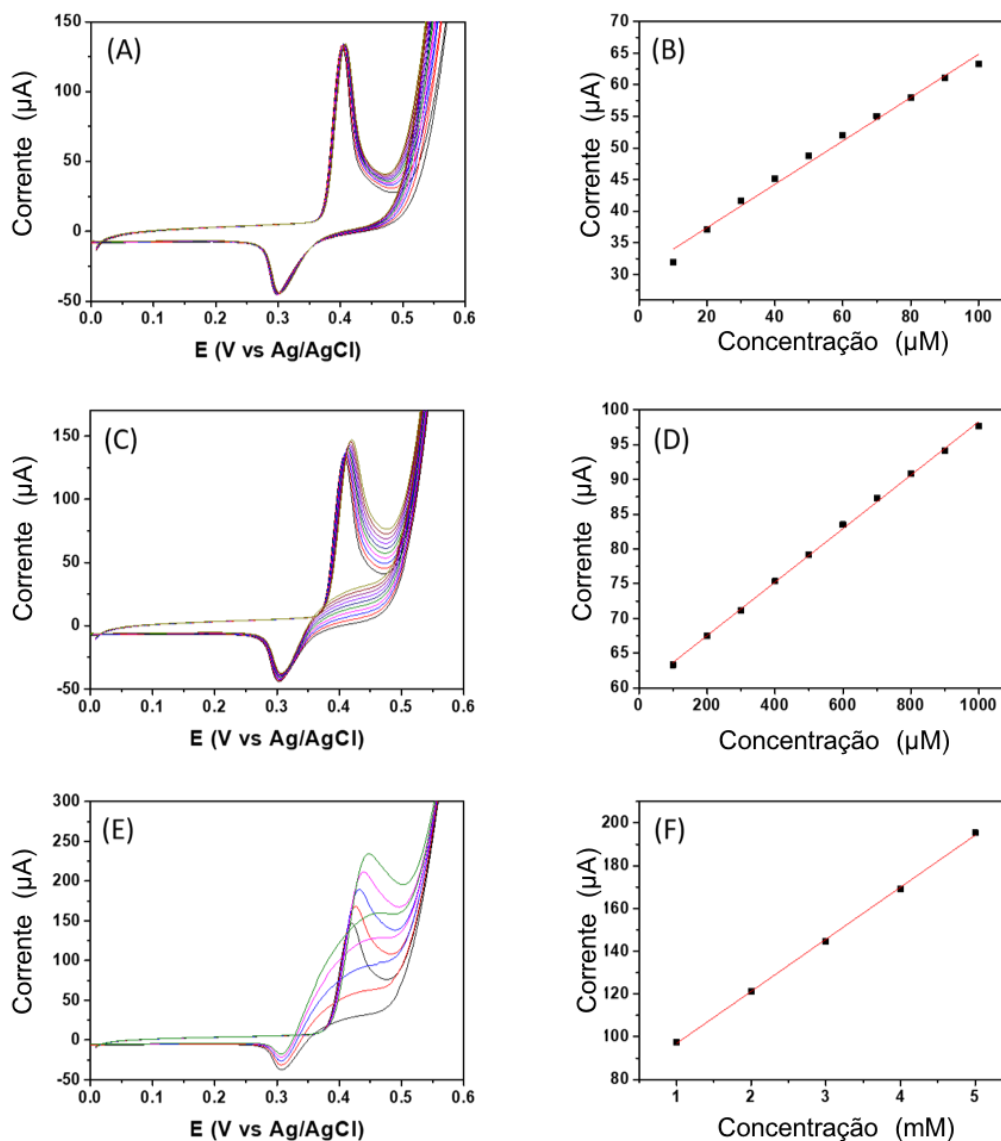 (A)
150
100
50
0
-50
Corrente (µA)
0.0 0.1 0.2 0.3 0.4 0.5 0.6
E (V vs Ag/AgCl)
(B)
70
65
60
55
50
45
40
35
30
Corrente (µA)
20 40 60 80 100
Concentração (µM)
(C)
150
100
50
0
-50
Corrente (µA)
0.0 0.1 0.2 0.3 0.4 0.5 0.6
E (V vs Ag/AgCl)
(D)
100
95
90
85
80
75
70
65
60
Corrente (µA)
200 400 600 800 1000
Concentração (µM)
(E)
300
250
200
150
100
50
0
-50
Corrente (µA)
0.0 0.1 0.2 0.3 0.4 0.5 0.6
E (V vs Ag/AgCl)
(F)
200
180
160
140
120
100
80
Corrente (µA)
1 2 3 4 5
Concentração (mM)